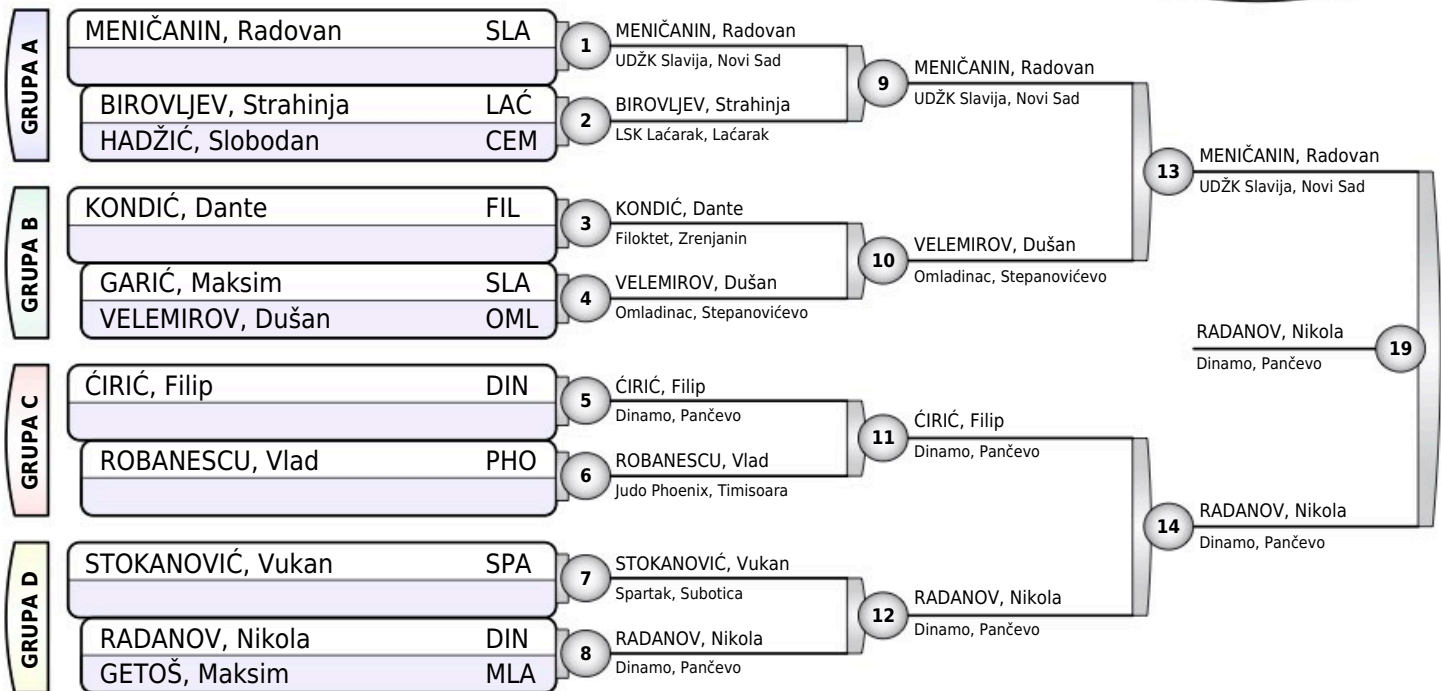 GRUPA A
MENIČANIN, Radovan SLA
BIROVLJEV, Strahinja LAĆ
HADŽIĆ, Slobodan CEM
1
MENIČANIN, Radovan
UDŽK Slavija, Novi Sad
2
BIROVLJEV, Strahinja
LSK Laćarak, Laćarak
9
MENIČANIN, Radovan
UDŽK Slavija, Novi Sad
GRUPA B
KONDIĆ, Dante FIL
GARIĆ, Maksim SLA
VELEMIROV, Dušan OML
3
KONDIĆ, Dante
Filoktet, Zrenjanin
4
VELEMIROV, Dušan
Omladinac, Stepanovićevo
10
VELEMIROV, Dušan
Omladinac, Stepanovićevo
13
MENIČANIN, Radovan
UDŽK Slavija, Novi Sad
GRUPA C
ĆIRIĆ, Filip DIN
ROBANESCU, Vlad PHO
5
ĆIRIĆ, Filip
Dinamo, Pančevo
6
ROBANESCU, Vlad
Judo Phoenix, Timisoara
11
ĆIRIĆ, Filip
Dinamo, Pančevo
GRUPA D
STOKANOVIĆ, Vukan SPA
RADANOV, Nikola DIN
GETOŠ, Maksim MLA
7
STOKANOVIĆ, Vukan
Spartak, Subotica
8
RADANOV, Nikola
Dinamo, Pančevo
12
RADANOV, Nikola
Dinamo, Pančevo
14
RADANOV, Nikola
Dinamo, Pančevo
RADANOV, Nikola
Dinamo, Pančevo
19